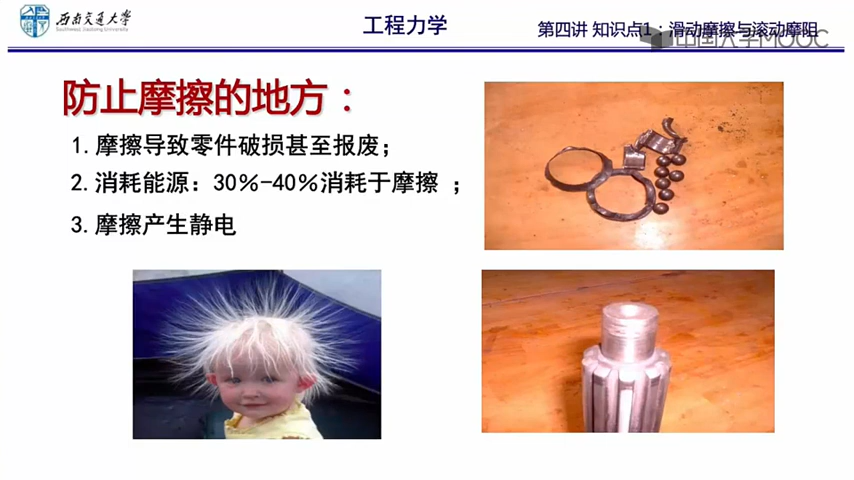 西南交通大学
Southwest Jiaotong University
工程力学
第四讲 知识点1：滑动摩擦与滚动摩阻
中国大学MOOC
防止摩擦的地方：
1.摩擦导致零件破损甚至报废；
2.消耗能源：30%-40%消耗于摩擦 ；
3.摩擦产生静电